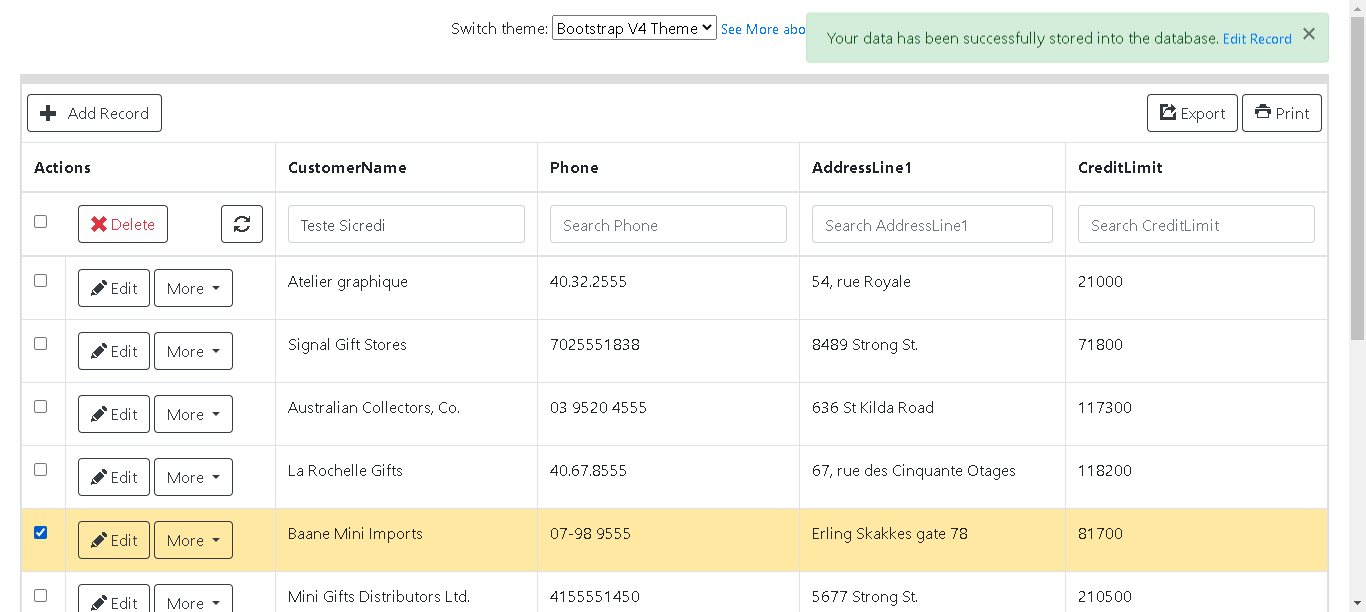 Switch theme: Bootstrap V4 Theme See More abo
Your data has been successfully stored into the database. Edit Record ×
Add Record Export Print
Actions CustomerName Phone AddressLine1 CreditLimit
Delete Teste Sicredi Search Phone Search AddressLine1 Search CreditLimit
Edit More Atelier graphique 40.32.2555 54, rue Royale 21000
Edit More Signal Gift Stores 7025551838 8489 Strong St. 71800
Edit More Australian Collectors, Co. 03 9520 4555 636 St Kilda Road 117300
Edit More La Rochelle Gifts 40.67.8555 67, rue des Cinquante Otages 118200
Edit More Baane Mini Imports 07-98 9555 Erling Skakkes gate 78 81700
Edit More Mini Gifts Distributors Ltd. 4155551450 5677 Strong St. 210500